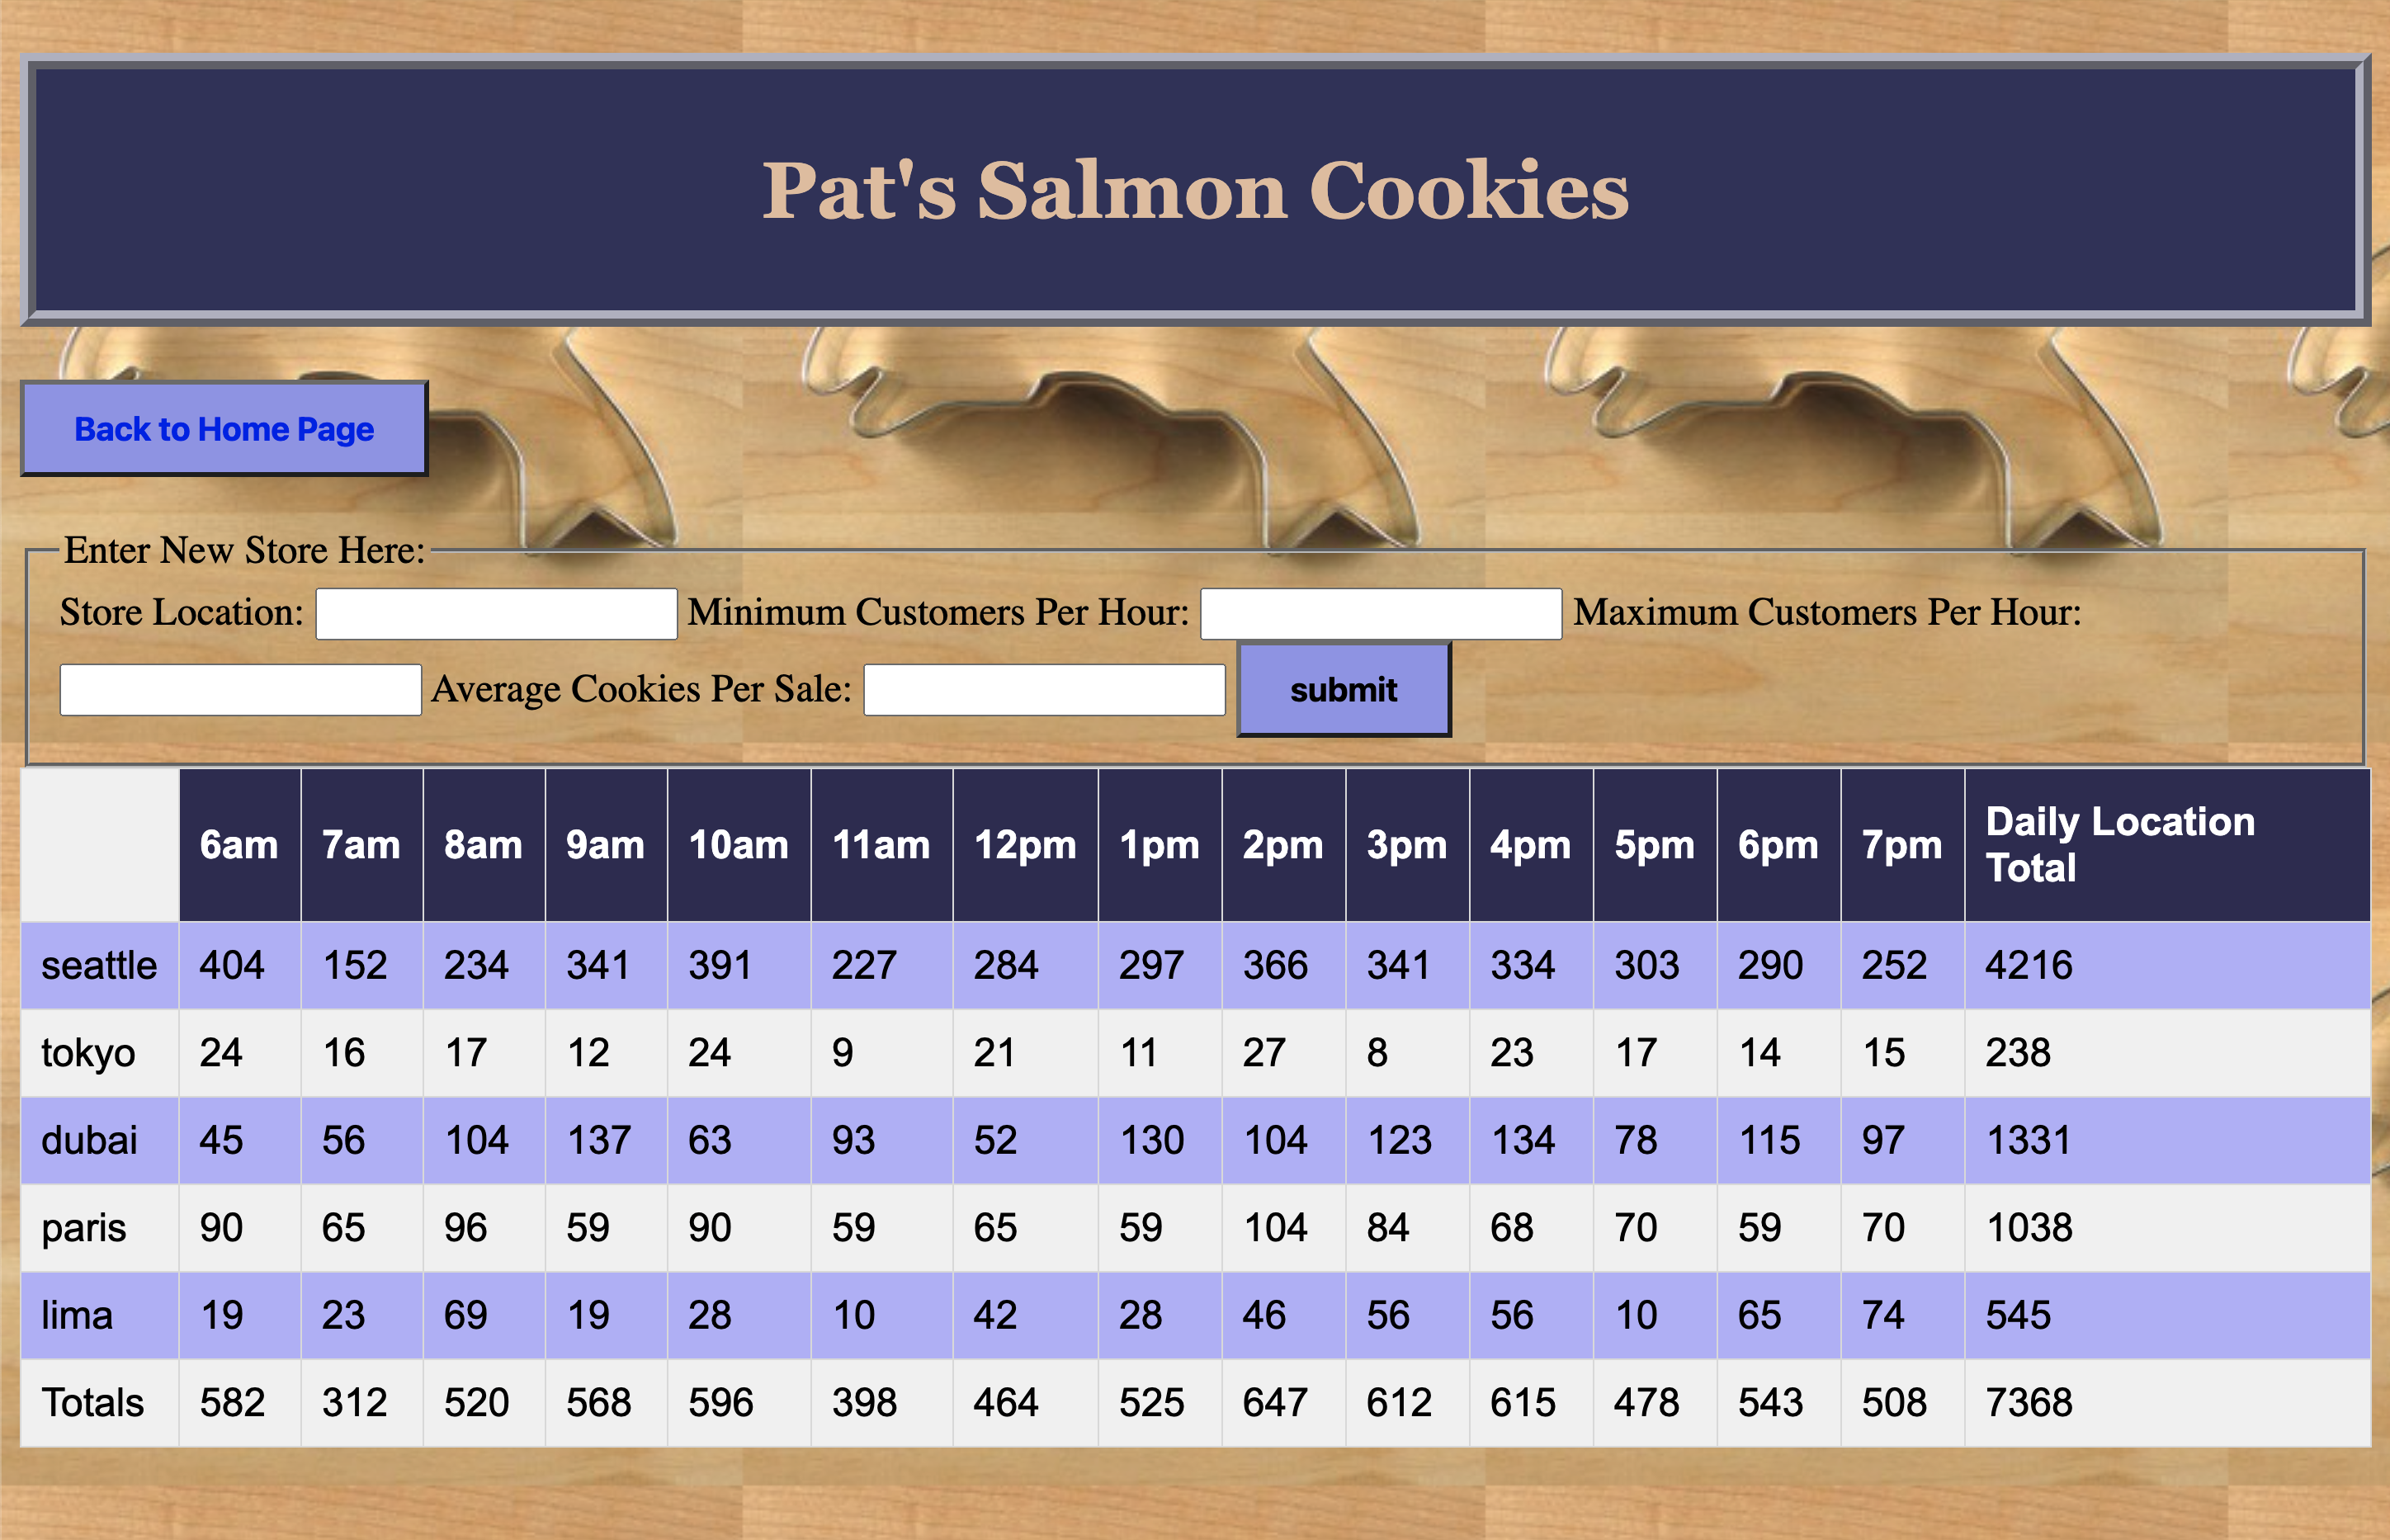 Pat's Salmon Cookies
Back to Home Page
Enter New Store Here:
Store Location: Minimum Customers Per Hour: Maximum Customers Per Hour:
Average Cookies Per Sale: submit
6am 7am 8am 9am 10am 11am 12pm 1pm 2pm 3pm 4pm 5pm 6pm 7pm Daily Location
Total
seattle 404 152 234 341 391 227 284 297 366 341 334 303 290 252 4216
tokyo 24 16 17 12 24 9 21 11 27 8 23 17 14 15 238
dubai 45 56 104 137 63 93 52 130 104 123 134 78 115 97 1331
paris 90 65 96 59 90 59 65 59 104 84 68 70 59 70 1038
lima 19 23 69 19 28 10 42 28 46 56 56 10 65 74 545
Totals 582 312 520 568 596 398 464 525 647 612 615 478 543 508 7368